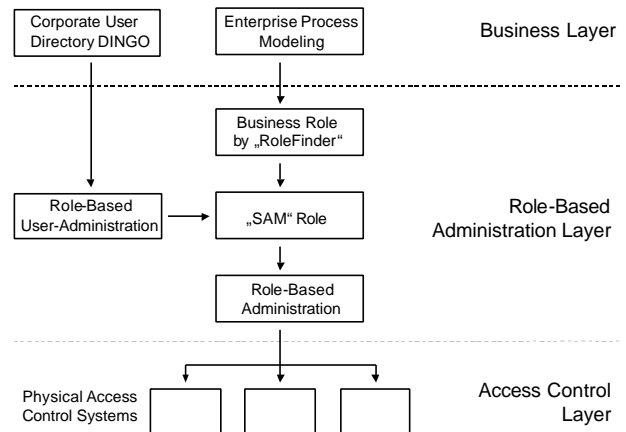 Corporate User
Directory DINGO
Enterprise Process
Modeling
Business Layer
Business Role
by „RoleFinder“
Role-Based
User-Administration
„SAM“ Role
Role-Based
Administration Layer
Role-Based
Administration
Physical Access
Control Systems
Access Control
Layer